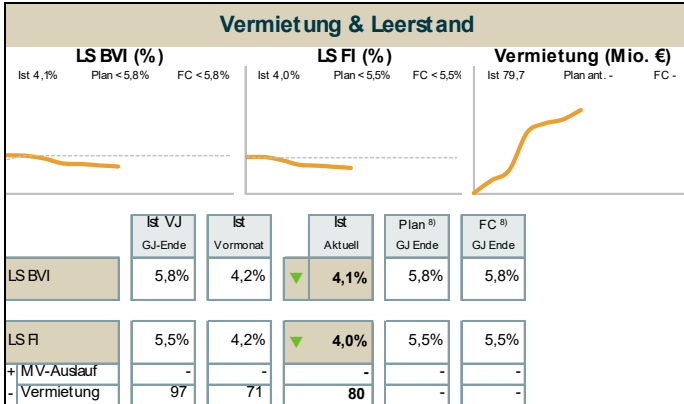 Vermietung & Leerstand
LS BVI (%) LS FI (%) Vermietung (Mio. €)
Ist 4,1% Plan < 5,8% FC < 5,8% Ist 4,0% Plan < 5,5% FC < 5,5% Ist 79,7 Plan ant. - FC -
Ist VJ Ist Ist Plan 8) FC 8)
GJ-Ende Vormonat Aktuell GJ Ende GJ Ende
LS BVI 5,8% 4,2% ▼ 4,1% 5,8% 5,8%
LS FI 5,5% 4,2% ▼ 4,0% 5,5% 5,5%
+ MV-Auslauf - - - - -
- Vermietung 97 71 80 - -